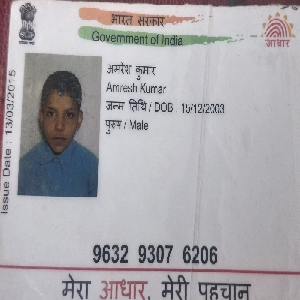 भारत सरकार
Government of India
आधार
अमरेश कुमार
Amresh Kumar
जन्म तिथि / DOB : 15/12/2003
पुरुष / Male
Issue Date : 13/03/2015
9632 9307 6206
मेरा आधार, मेरी पहचान